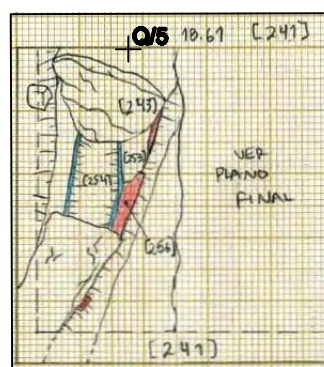 Q/5 18.61 [241]
[243]
[253]
[254]
VER
PLANO
FINAL
[256]
[241]